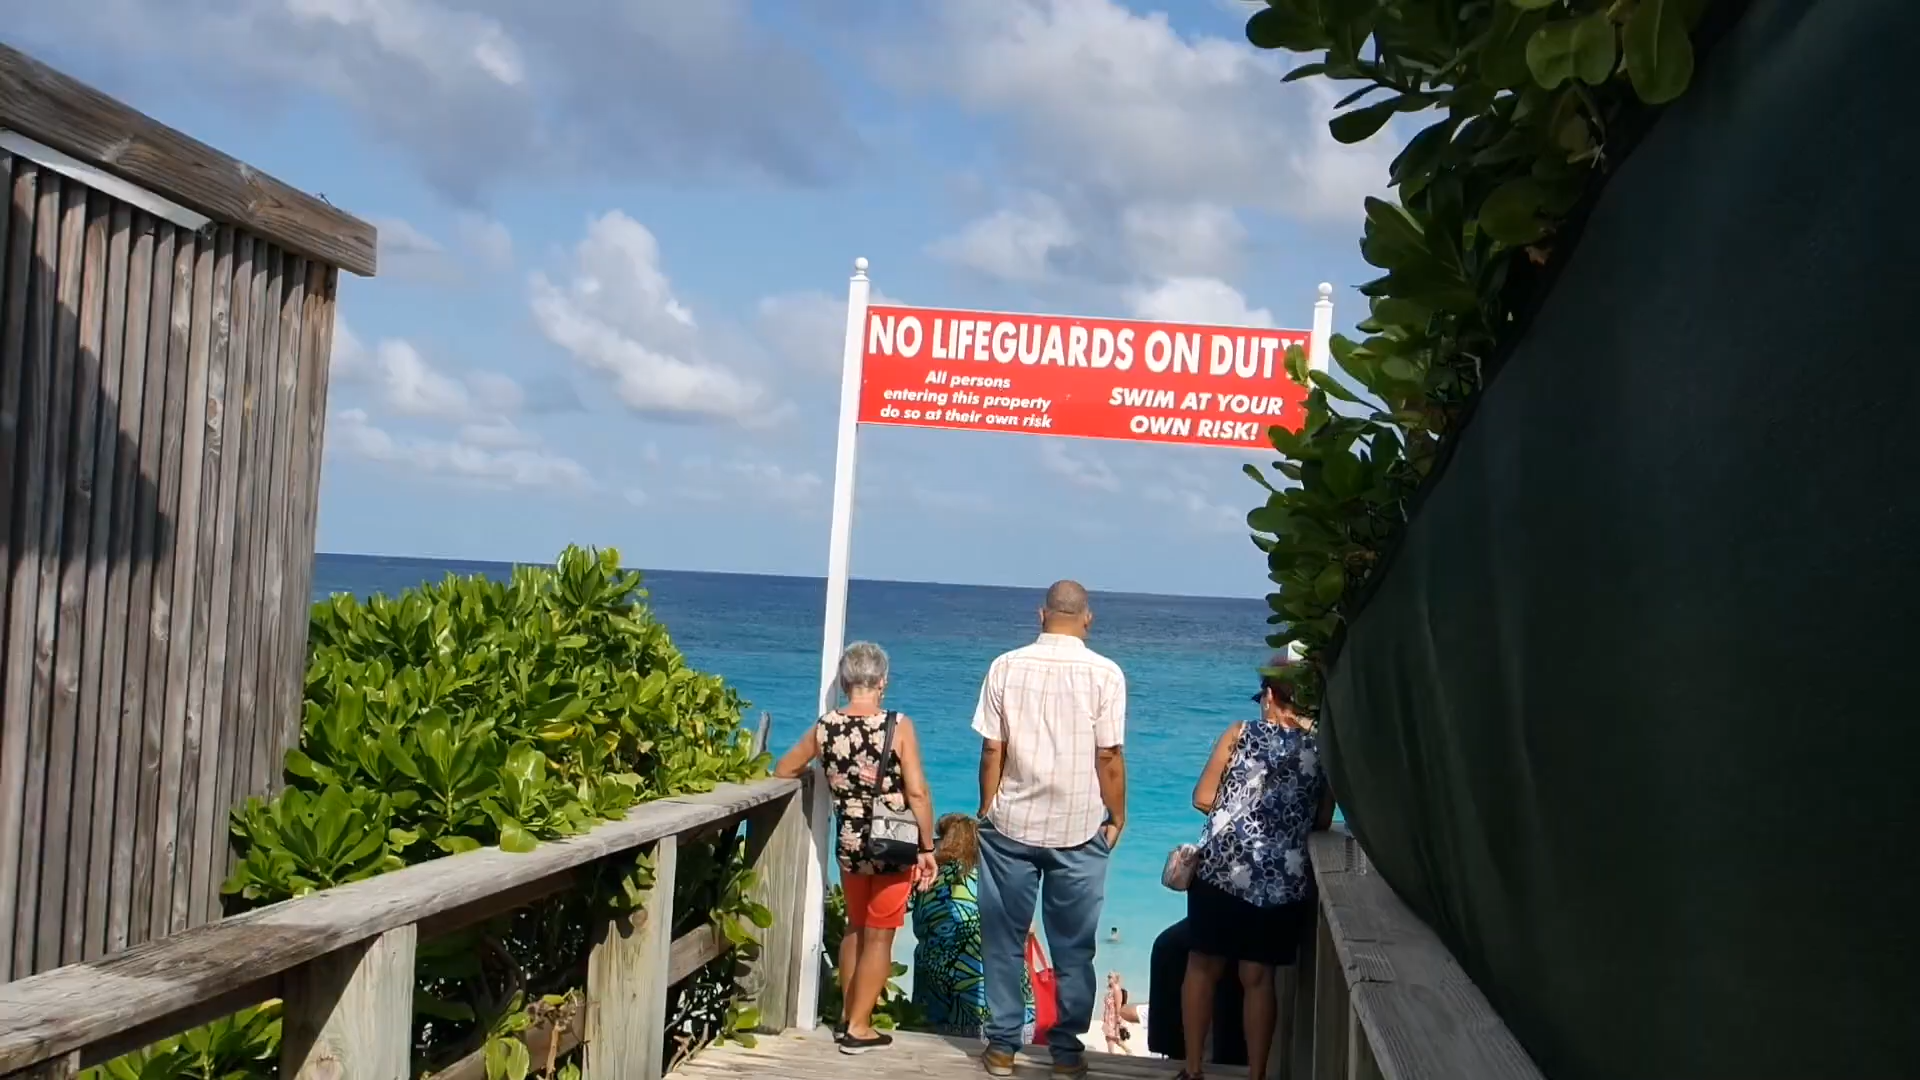 NO LIFEGUARDS ON DUTY
All persons
entering this property
do so at their own risk
SWIM AT YOUR
OWN RISK!